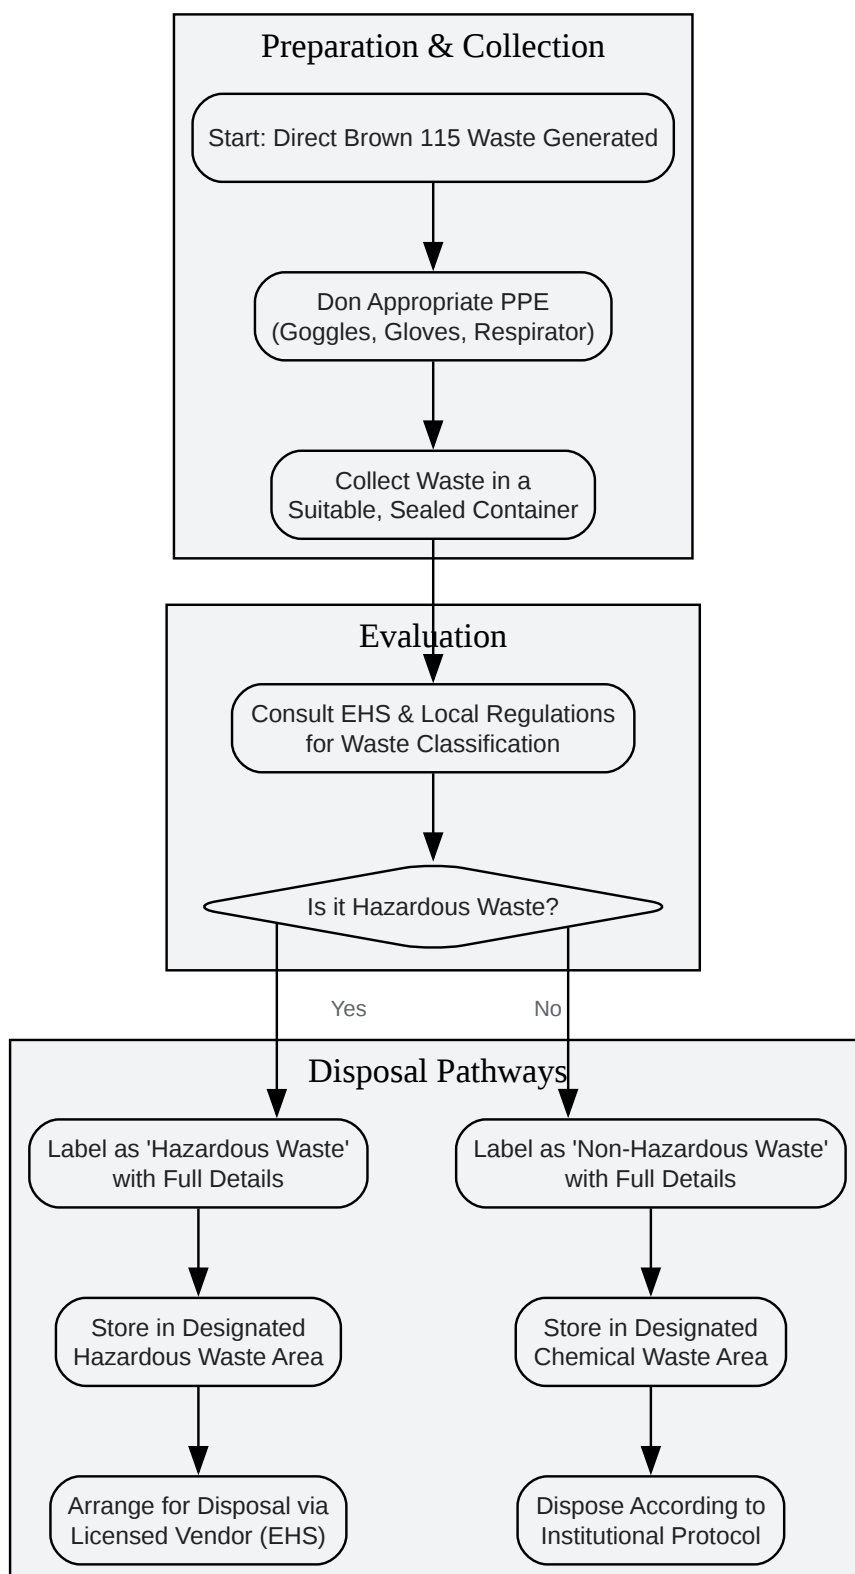 Preparation & Collection
Start: Direct Brown 115 Waste Generated
Don Appropriate PPE
(Goggles, Gloves, Respirator)
Collect Waste in a
Suitable, Sealed Container
Evaluation
Consult EHS & Local Regulations
for Waste Classification
Is it Hazardous Waste?
Yes
No
Disposal Pathways
Label as 'Hazardous Waste'
with Full Details
Label as 'Non-Hazardous Waste'
with Full Details
Store in Designated
Hazardous Waste Area
Store in Designated
Chemical Waste Area
Arrange for Disposal via
Licensed Vendor (EHS)
Dispose According to
Institutional Protocol